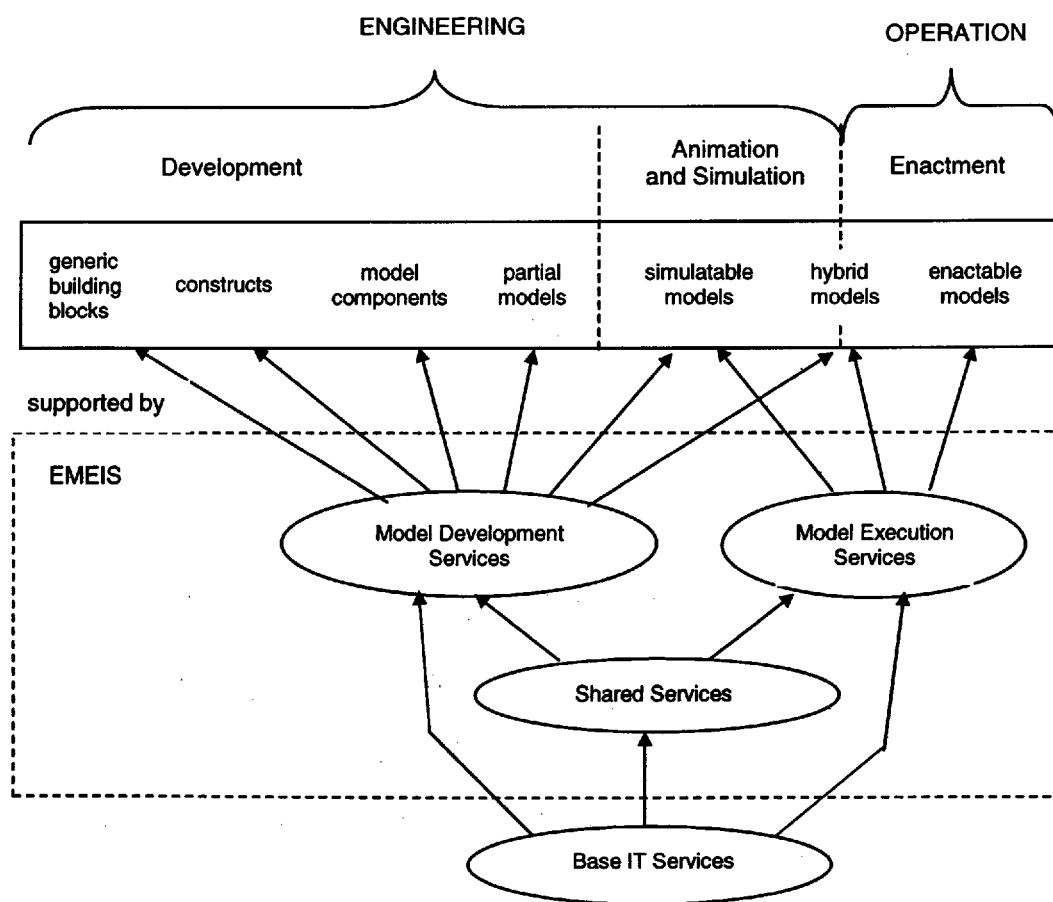 ENGINEERING
OPERATION
Development
Animation
and Simulation
Enactment
generic
building
blocks
constructs
model
components
partial
models
simulatable
models
hybrid
models
enactable
models
supported by
EMEIS
Model Development
Services
Model Execution
Services
Shared Services
Base IT Services